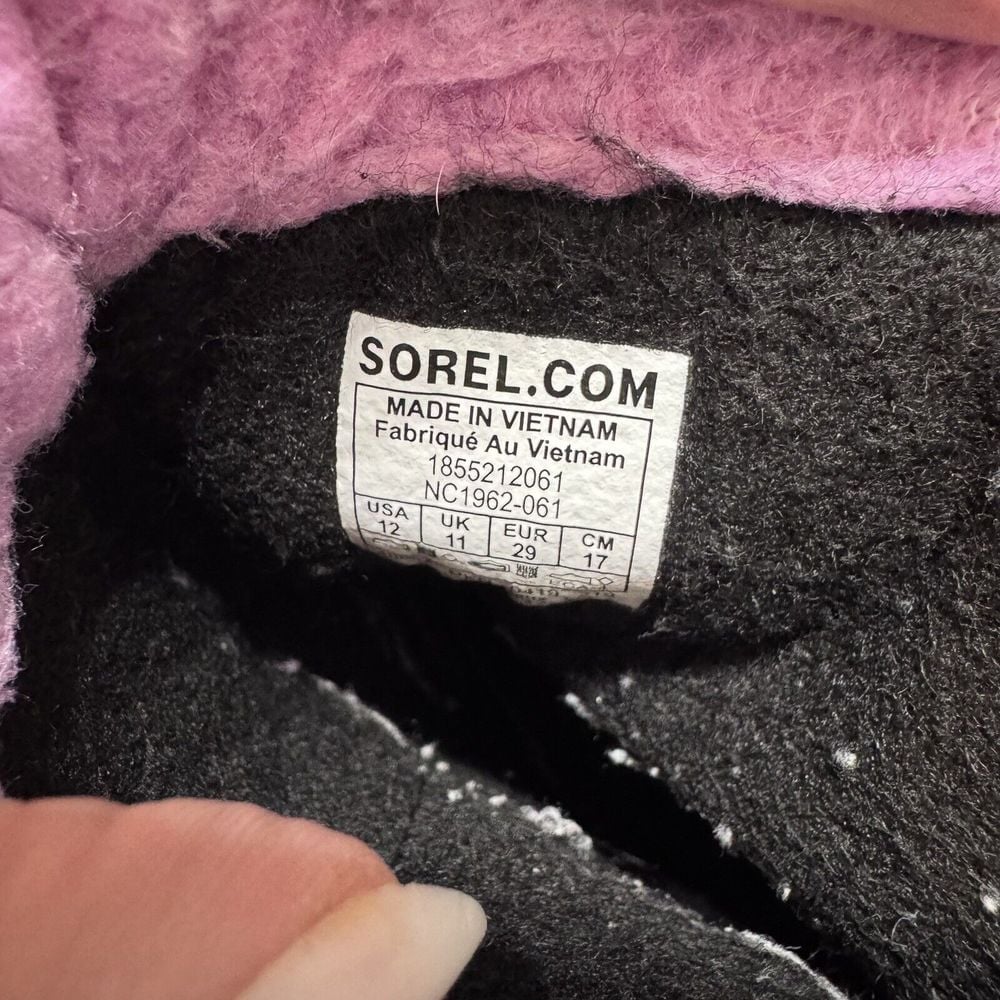 SOREL.COM
MADE IN VIETNAM
Fabriqué Au Vietnam
1855212061
NC1962-061
USA UK EUR CM
12 11 29 17